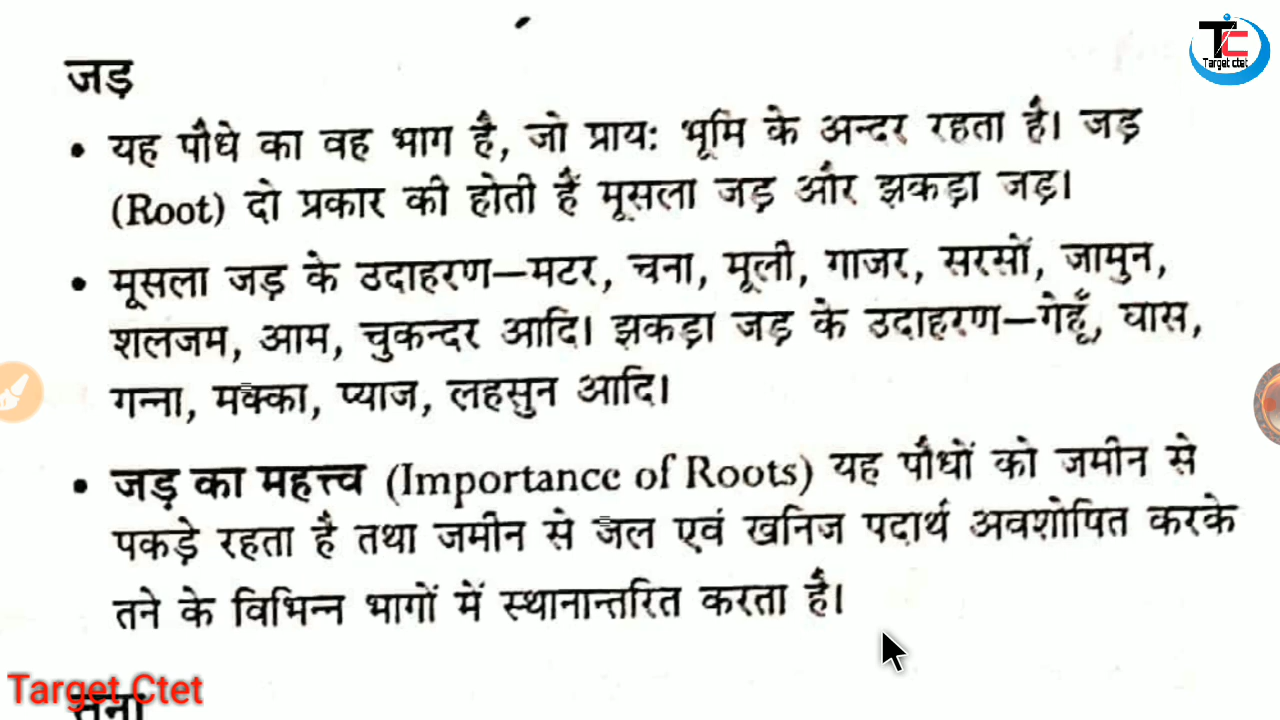 TC
Target ctet
जड़
• यह पौधे का वह भाग है, जो प्रायः भूमि के अन्दर रहता है। जड़
(Root) दो प्रकार की होती हैं मूसला जड़ और झकड़ा जड़।
• मूसला जड़ के उदाहरण—मटर, चना, मूली, गाजर, सरसों, जामुन,
शलजम, आम, चुकन्दर आदि। झकड़ा जड़ के उदाहरण—गेहूँ, घास,
गन्ना, मक्का, प्याज, लहसुन आदि।
• जड़ का महत्त्व (Importance of Roots) यह पौधों को जमीन से
पकड़े रहता है तथा जमीन से जल एवं खनिज पदार्थ अवशोषित करके
तने के विभिन्न भागों में स्थानान्तरित करता है।
Target Ctet
तना